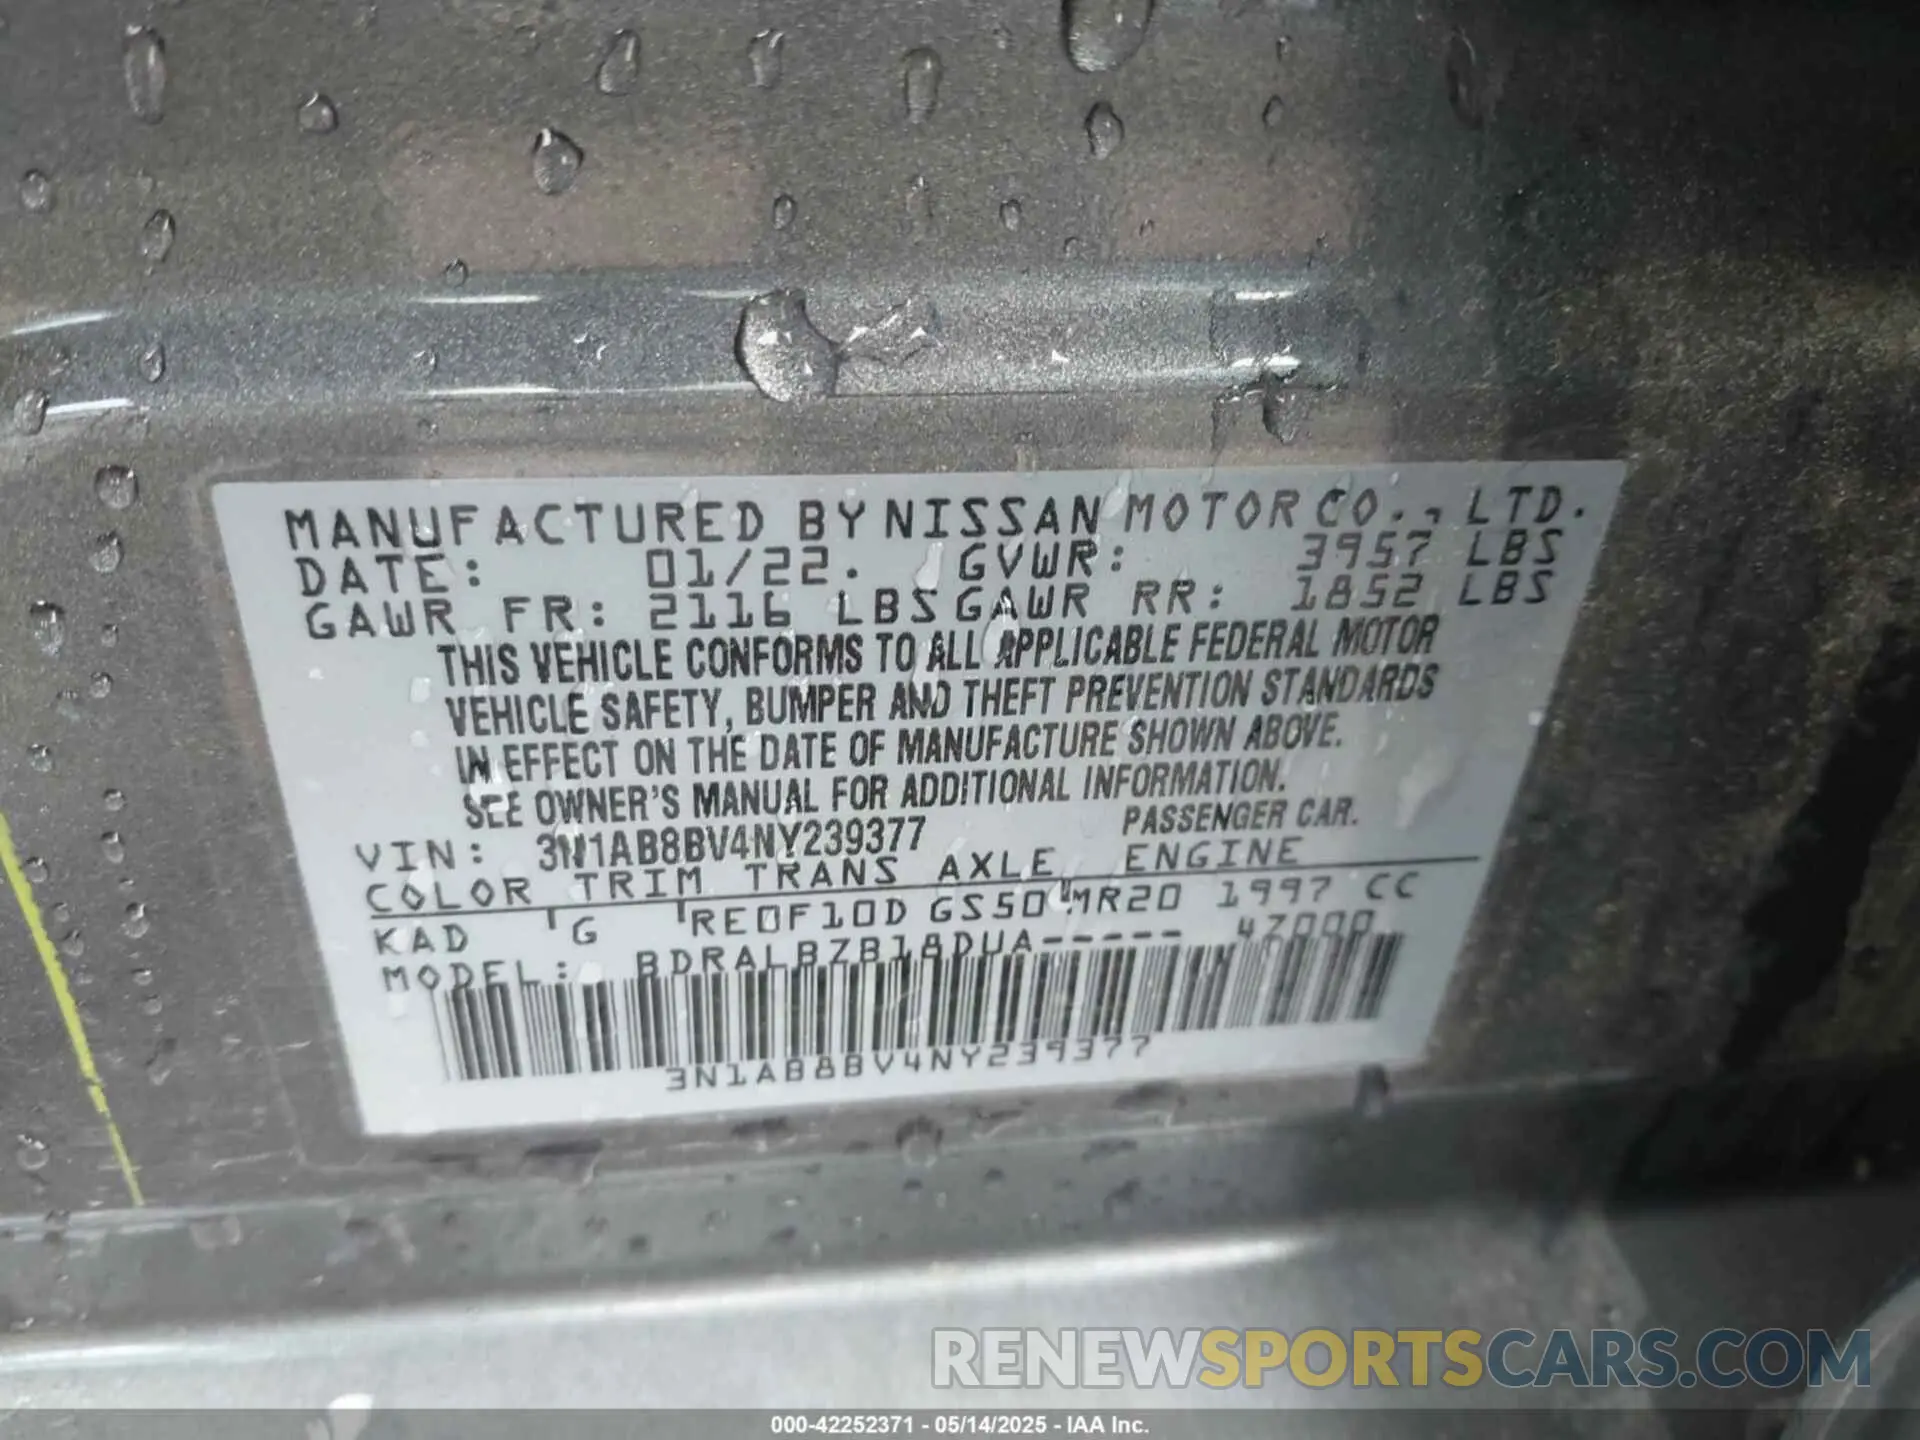 MANUFACTURED BY NISSAN MOTOR CO., LTD.
DATE: 01/22. GVWR: 3957 LBS
GAWR FR: 2116 LBS GAWR RR: 1852 LBS
THIS VEHICLE CONFORMS TO ALL APPLICABLE FEDERAL MOTOR
VEHICLE SAFETY, BUMPER AND THEFT PREVENTION STANDARDS
IN EFFECT ON THE DATE OF MANUFACTURE SHOWN ABOVE.
SEE OWNER'S MANUAL FOR ADDITIONAL INFORMATION.
VIN: 3N1AB8BV4NY239377 PASSENGER CAR.
COLOR TRIM TRANS AXLE ENGINE
KAD G RE0F10D GS50 MR20 1997 CC
MODEL: BDRALBZB18DUA----- 47000
3N1AB8BV4NY239377
RENEWSPORTSCARS.COM
000-42252371 - 05/14/2025 - IAA Inc.